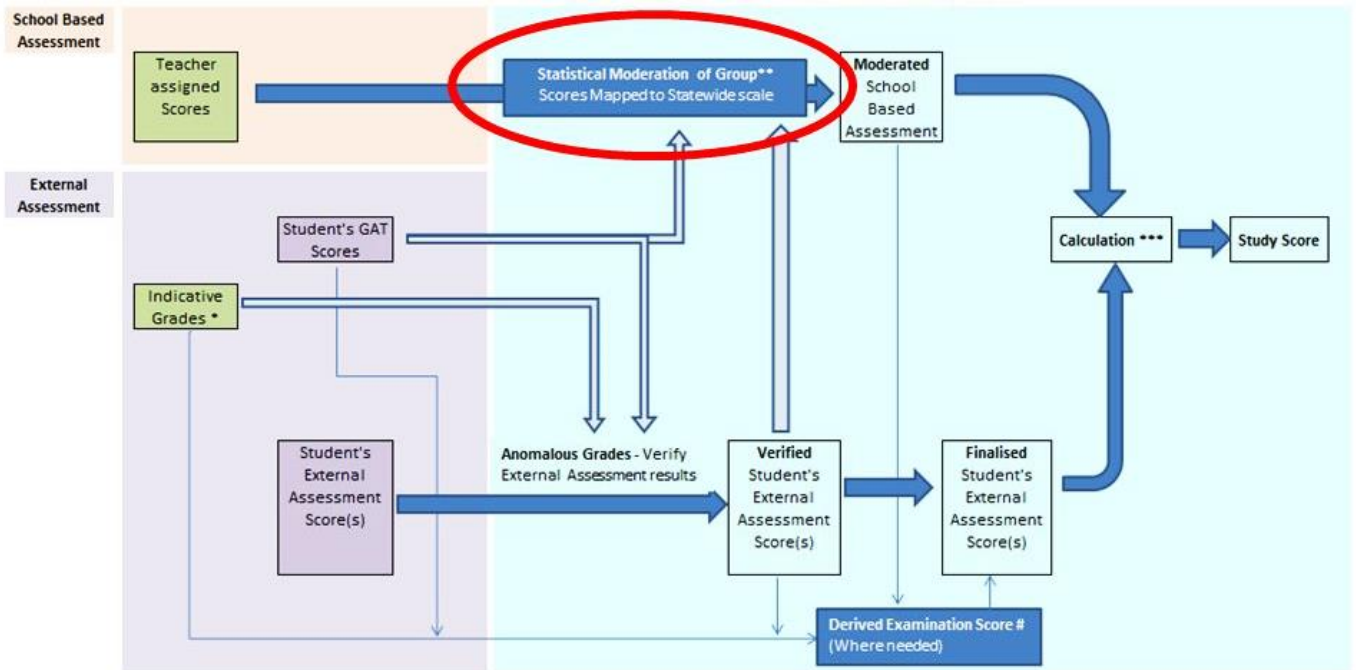 School Based
Assessment
Teacher
assigned
Scores
Statistical Moderation of Group**
Scores Mapped to Statewide scale
Moderated
School
Based
Assessment
External
Assessment
Student's GAT
Scores
Indicative
Grades *
Calculation ***
Study Score
Student's
External
Assessment
Score(s)
Anomalous Grades - Verify
External Assessment results
Verified
Student's
External
Assessment
Score(s)
Finalised
Student's
External
Assessment
Score(s)
Derived Examination Score #
(Where needed)